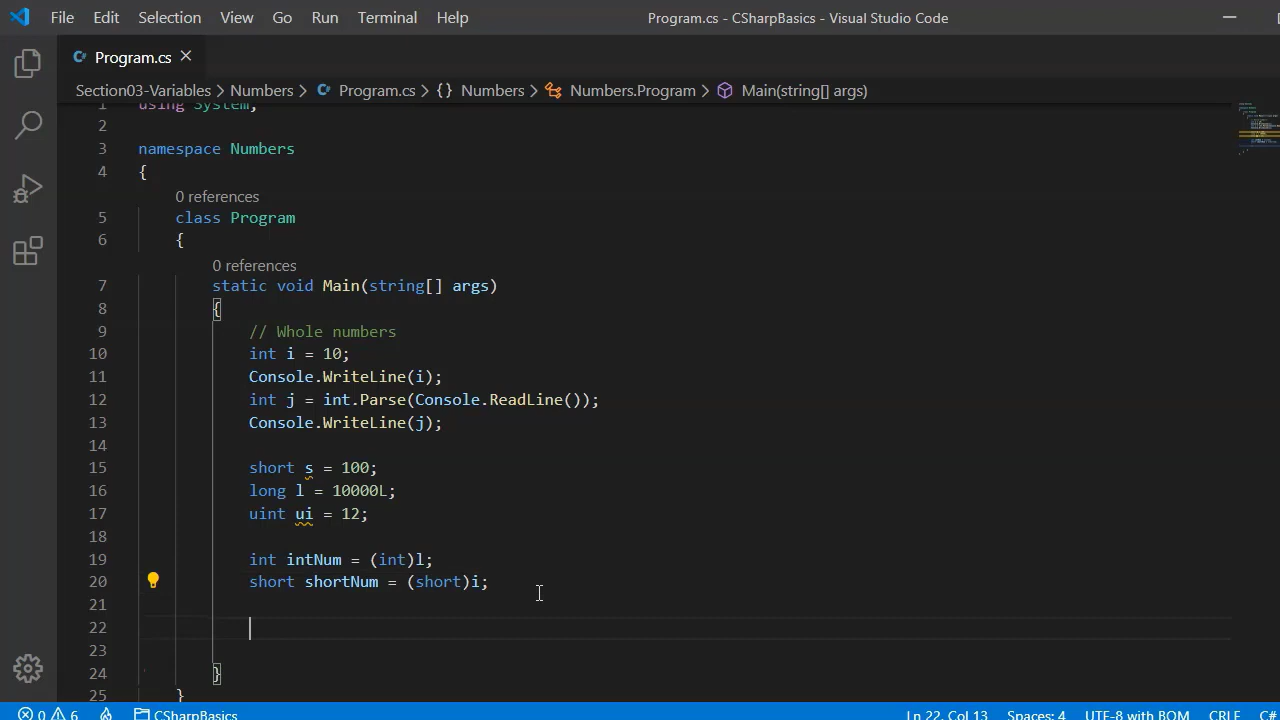 File Edit Selection View Go Run Terminal Help Program.cs - CSharpBasics - Visual Studio Code
Program.cs
Section03-Variables > Numbers > Program.cs > {} Numbers > Numbers.Program > Main(string[] args)
1 using System;
2
3 namespace Numbers
4 {
0 references
5 class Program
6 {
0 references
7 static void Main(string[] args)
8 {
9 // Whole numbers
10 int i = 10;
11 Console.WriteLine(i);
12 int j = int.Parse(Console.ReadLine());
13 Console.WriteLine(j);
14
15 short s = 100;
16 long l = 10000L;
17 uint ui = 12;
18
19 int intNum = (int)l;
20 short shortNum = (short)i;
21
22
23
24 }
25 }
0 6 CSharpBasics Ln 22, Col 13 Spaces: 4 UTF-8 with BOM CRLF C#